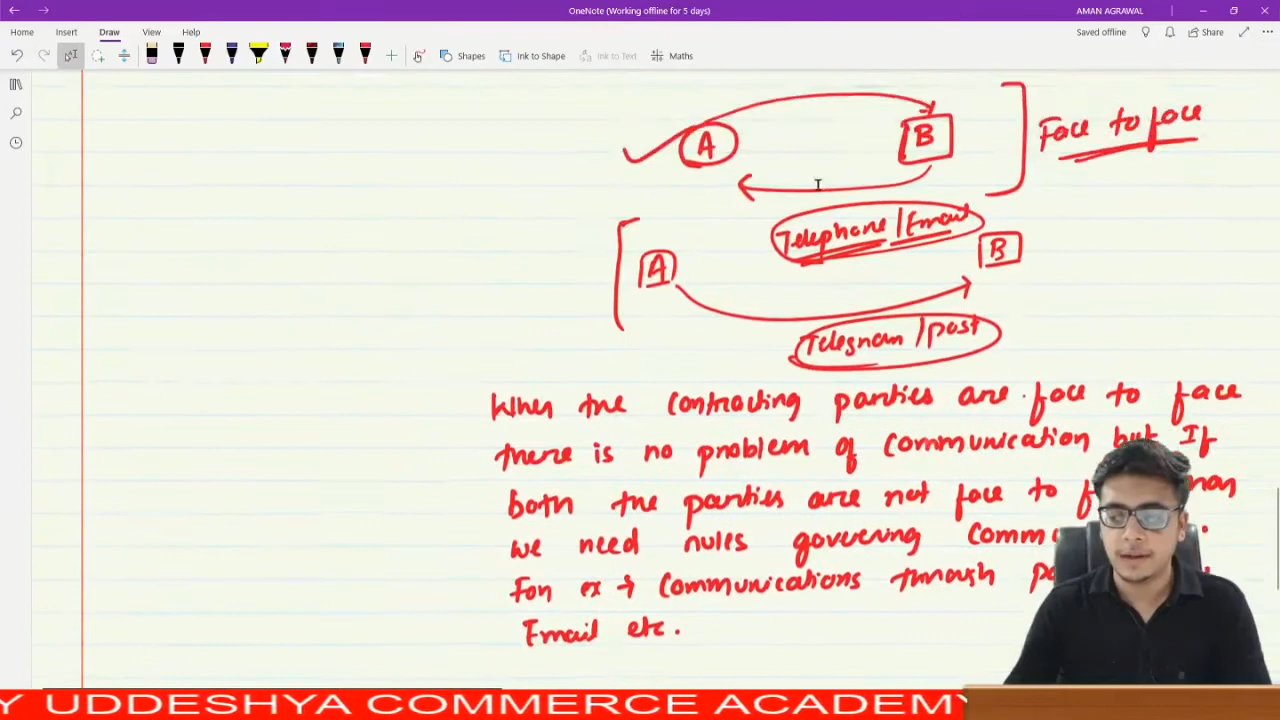 OneNote (Working offline for 5 days)
AMAN AGRAWAL
Home Insert Draw View Help
Saved offline Share
Shapes Ink to Shape Ink to Text Maths
A B Face to face
Telephone / Email
A B
Telegram / post
When the contracting parties are face to face
there is no problem of communication but If
both the parties are not face to
we need rules governing
For ex → Communications through
Email etc.
Y UDDESHYA COMMERCE ACADEMY